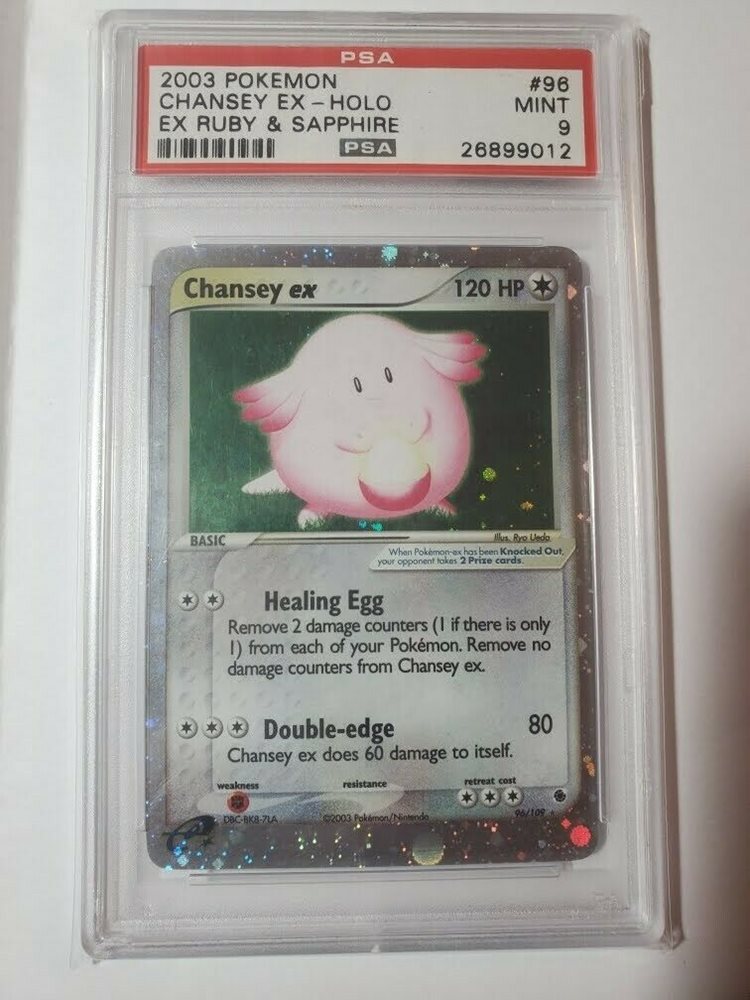 PSA
2003 POKEMON #96
CHANSEY EX - HOLO MINT
EX RUBY & SAPPHIRE 9
PSA 26899012
Chansey ex 120 HP
BASIC Illus. Ryo Ueda
When Pokémon-ex has been Knocked Out,
your opponent takes 2 Prize cards.
Healing Egg
Remove 2 damage counters (1 if there is only
1) from each of your Pokémon. Remove no
damage counters from Chansey ex.
Double-edge 80
Chansey ex does 60 damage to itself.
weakness resistance retreat cost
DBC-BK8-7LA ©2003 Pokémon/Nintendo 96/109
e